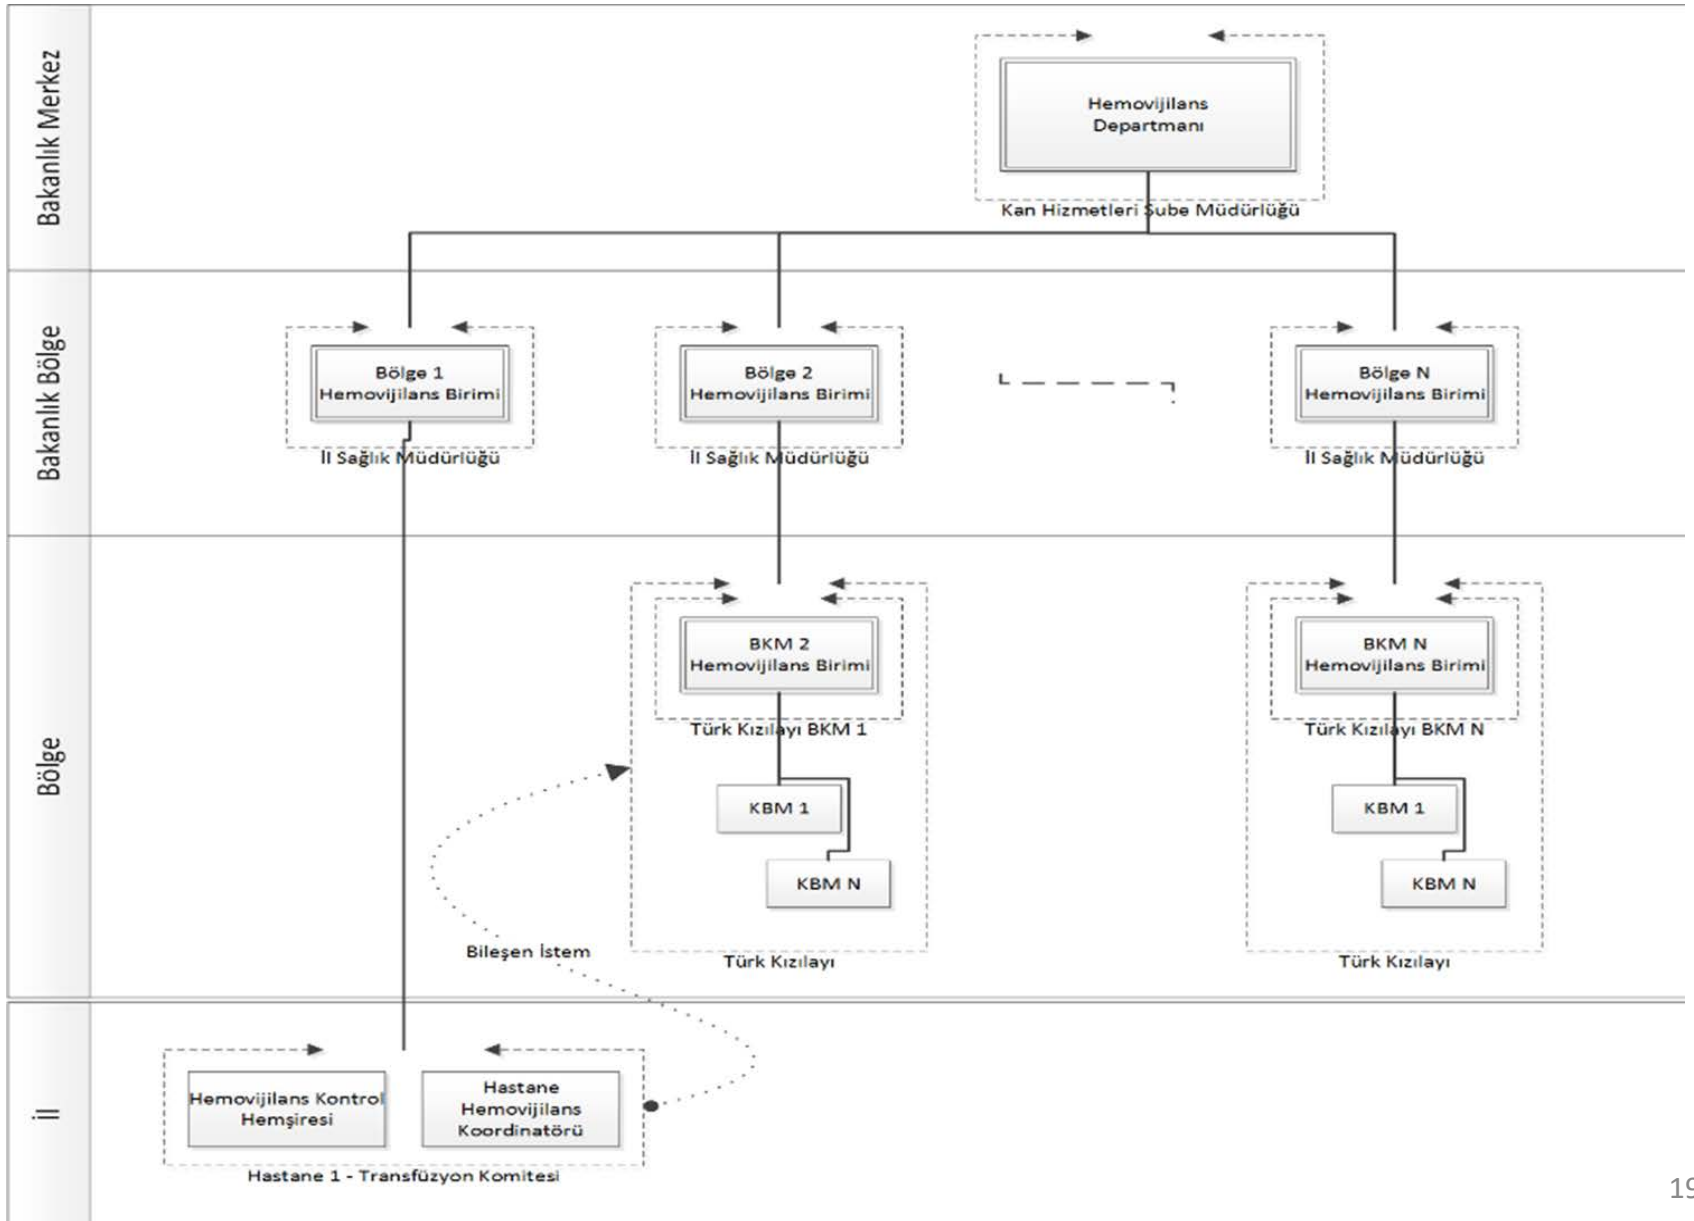 Bakanlık Merkez
Hemovijilans
Departmanı
Kan Hizmetleri Şube Müdürlüğü
Bakanlık Bölge
Bölge 1
Hemovijilans Birimi
İl Sağlık Müdürlüğü
Bölge 2
Hemovijilans Birimi
İl Sağlık Müdürlüğü
Bölge N
Hemovijilans Birimi
İl Sağlık Müdürlüğü
Bölge
BKM 2
Hemovijilans Birimi
Türk Kızılayı BKM 1
KBM 1
KBM N
Türk Kızılayı
BKM N
Hemovijilans Birimi
Türk Kızılayı BKM N
KBM 1
KBM N
Türk Kızılayı
Bileşen İstem
İl
Hemovijilans Kontrol
Hemşiresi
Hastane
Hemovijilans
Koordinatörü
Hastane 1 - Transfüzyon Komitesi
19